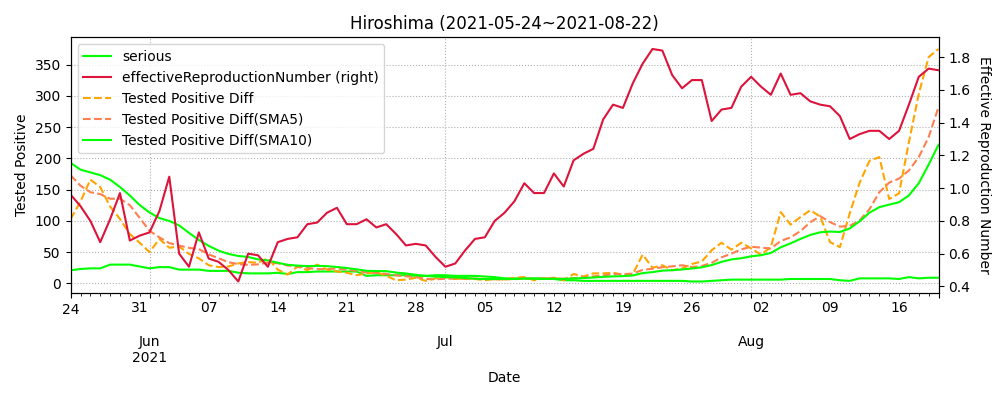 Hiroshima (2021-05-24~2021-08-22)
serious
effectiveReproductionNumber (right)
Tested Positive Diff
Tested Positive Diff(SMA5)
Tested Positive Diff(SMA10)
Tested Positive
350
300
250
200
150
100
50
0
1.8
1.6
1.4
1.2
1.0
0.8
0.6
0.4
Effective Reproduction Number
24 31 07 14 21 28 05 12 19 26 02 09 16
Jun Jul Aug
2021
Date